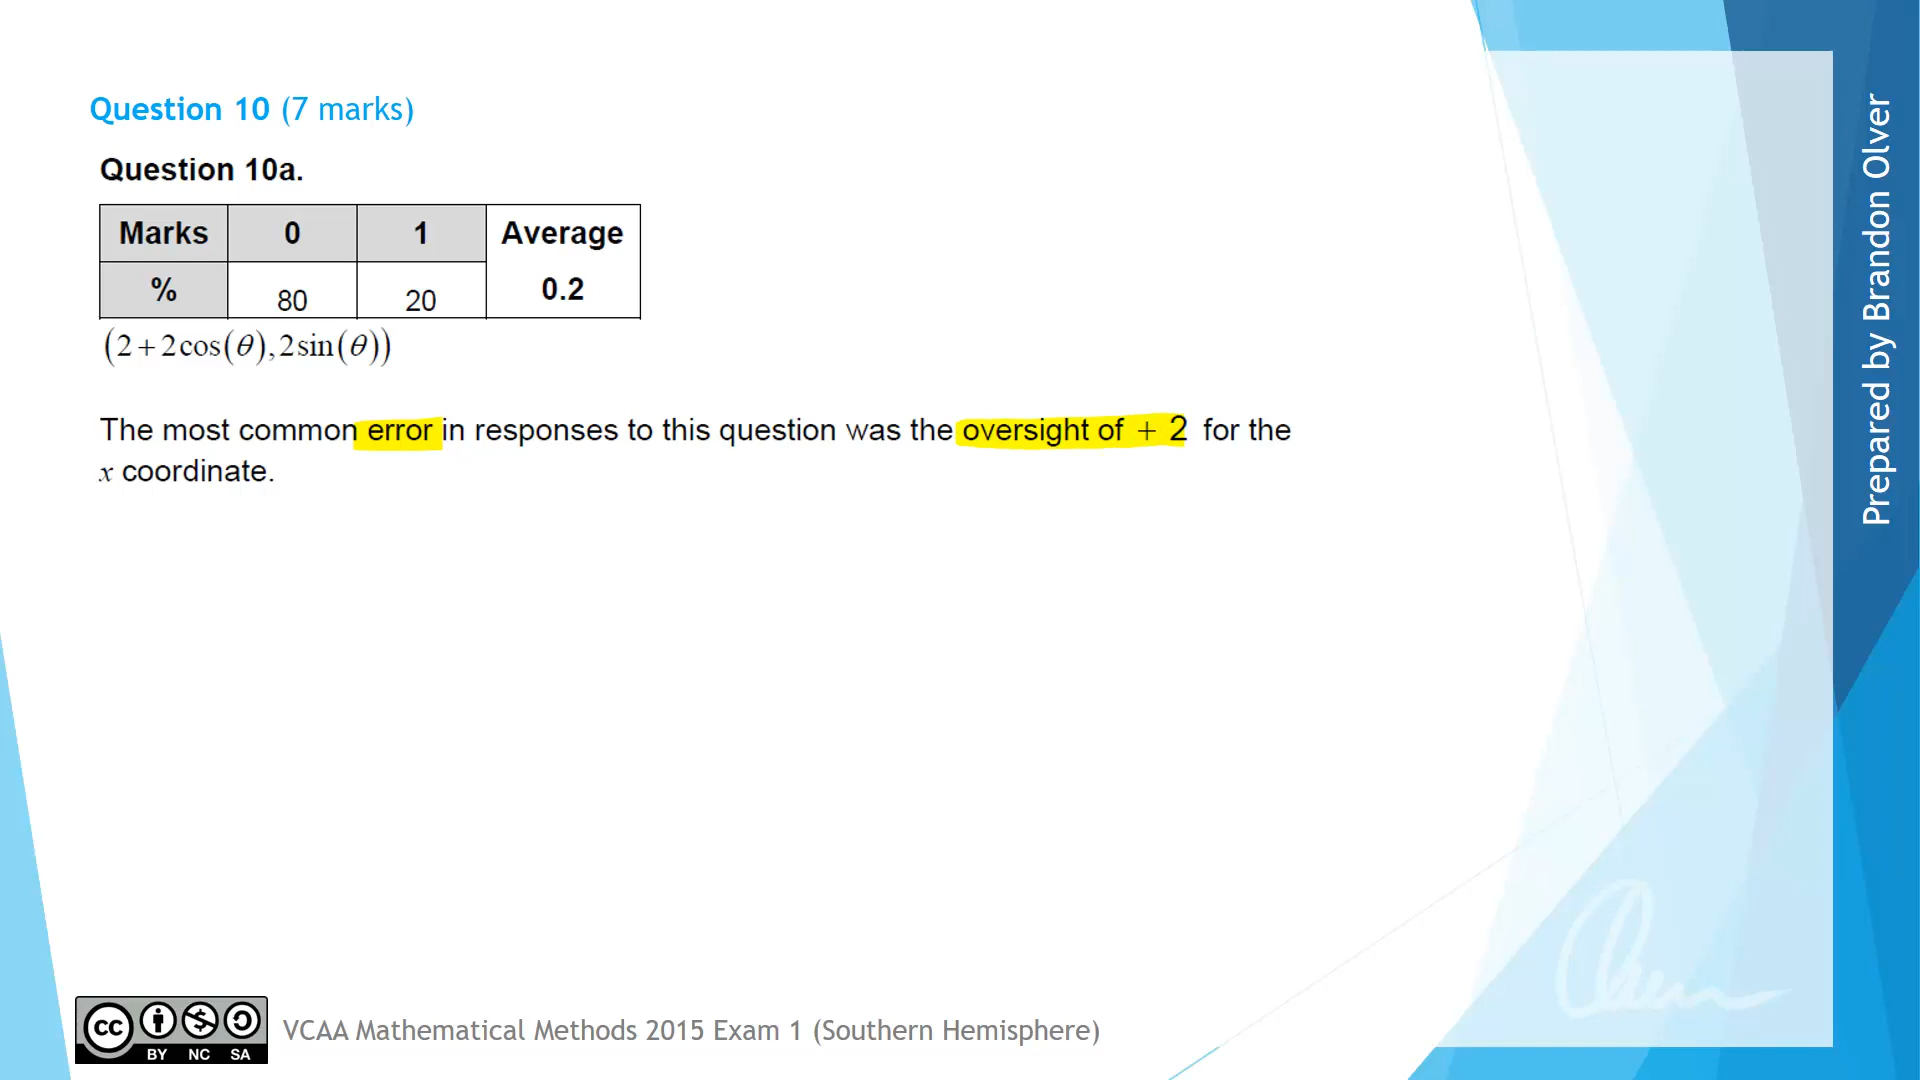 Question 10 (7 marks)
Question 10a.
Marks 0 1 Average
% 80 20 0.2
(2+2cos(θ),2sin(θ))
The most common error in responses to this question was the oversight of + 2 for the
x coordinate.
Prepared by Brandon Olver
cc BY NC SA
VCAA Mathematical Methods 2015 Exam 1 (Southern Hemisphere)